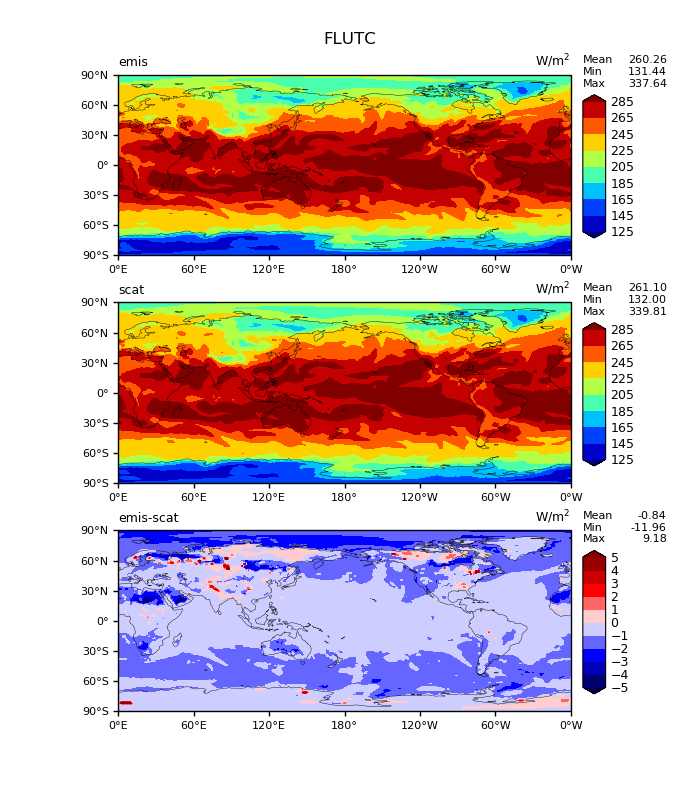 FLUTC
emis W/m² Mean 260.26
Min 131.44
Max 337.64
90°N
60°N
30°N
0°
30°S
60°S
90°S
0°E 60°E 120°E 180° 120°W 60°W 0°W
285
265
245
225
205
185
165
145
125
scat W/m² Mean 261.10
Min 132.00
Max 339.81
90°N
60°N
30°N
0°
30°S
60°S
90°S
0°E 60°E 120°E 180° 120°W 60°W 0°W
285
265
245
225
205
185
165
145
125
emis-scat W/m² Mean -0.84
Min -11.96
Max 9.18
90°N
60°N
30°N
0°
30°S
60°S
90°S
0°E 60°E 120°E 180° 120°W 60°W 0°W
5
4
3
2
1
0
−1
−2
−3
−4
−5